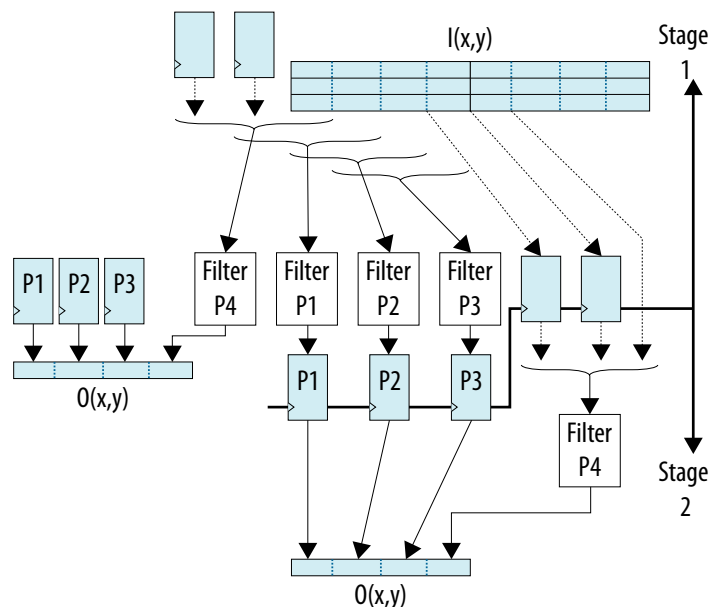 I(x,y)
Stage
1
P1
P2
P3
Filter
P4
Filter
P1
Filter
P2
Filter
P3
O(x,y)
P1
P2
P3
Filter
P4
Stage
2
O(x,y)